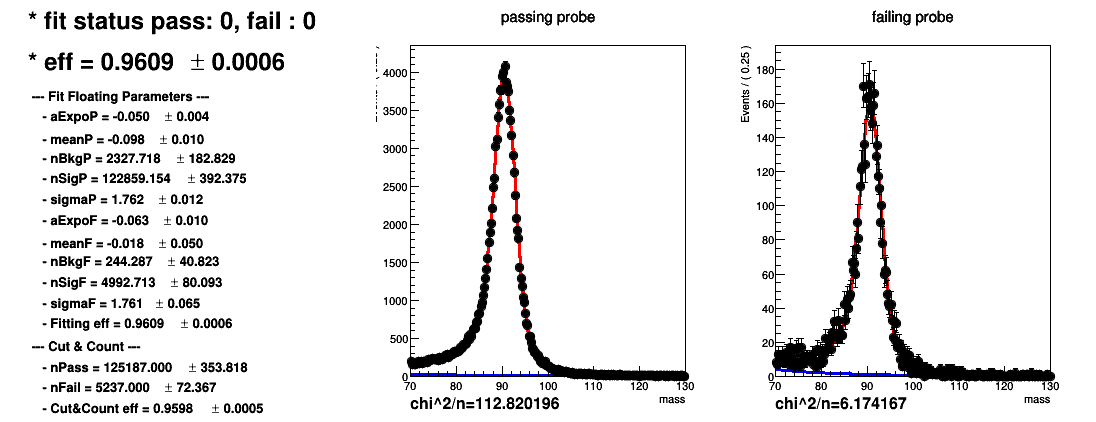 * fit status pass: 0, fail : 0
* eff = 0.9609 ± 0.0006
--- Fit Floating Parameters ---
- aExpoP = -0.050 ± 0.004
- meanP = -0.098 ± 0.010
- nBkgP = 2327.718 ± 182.829
- nSigP = 122859.154 ± 392.375
- sigmaP = 1.762 ± 0.012
- aExpoF = -0.063 ± 0.010
- meanF = -0.018 ± 0.050
- nBkgF = 244.287 ± 40.823
- nSigF = 4992.713 ± 80.093
- sigmaF = 1.761 ± 0.065
- Fitting eff = 0.9609 ± 0.0006
--- Cut & Count ---
- nPass = 125187.000 ± 353.818
- nFail = 5237.000 ± 72.367
- Cut&Count eff = 0.9598 ± 0.0005
passing probe
4000
3500
3000
2500
2000
1500
1000
500
0
70 80 90 100 110 120 130
mass
chi^2/n=112.820196
failing probe
Events / ( 0.25 )
180
160
140
120
100
80
60
40
20
0
70 80 90 100 110 120 130
mass
chi^2/n=6.174167